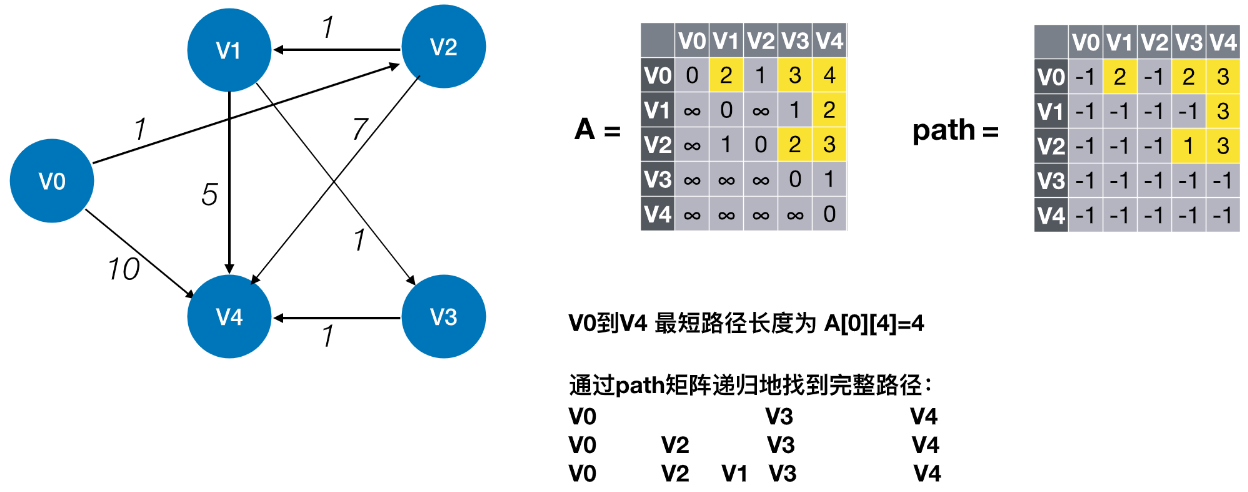 V0
V1
V2
V3
V4
1
1
10
5
7
1
1
A =
V0 V1 V2 V3 V4
V0 0 2 1 3 4
V1 ∞ 0 ∞ 1 2
V2 ∞ 1 0 2 3
V3 ∞ ∞ ∞ 0 1
V4 ∞ ∞ ∞ ∞ 0
path =
V0 V1 V2 V3 V4
V0 -1 2 -1 2 3
V1 -1 -1 -1 -1 3
V2 -1 -1 -1 1 3
V3 -1 -1 -1 -1 -1
V4 -1 -1 -1 -1 -1
V0到V4 最短路径长度为 A[0][4]=4
通过path矩阵递归地找到完整路径：
V0 V3 V4
V0 V2 V3 V4
V0 V2 V1 V3 V4